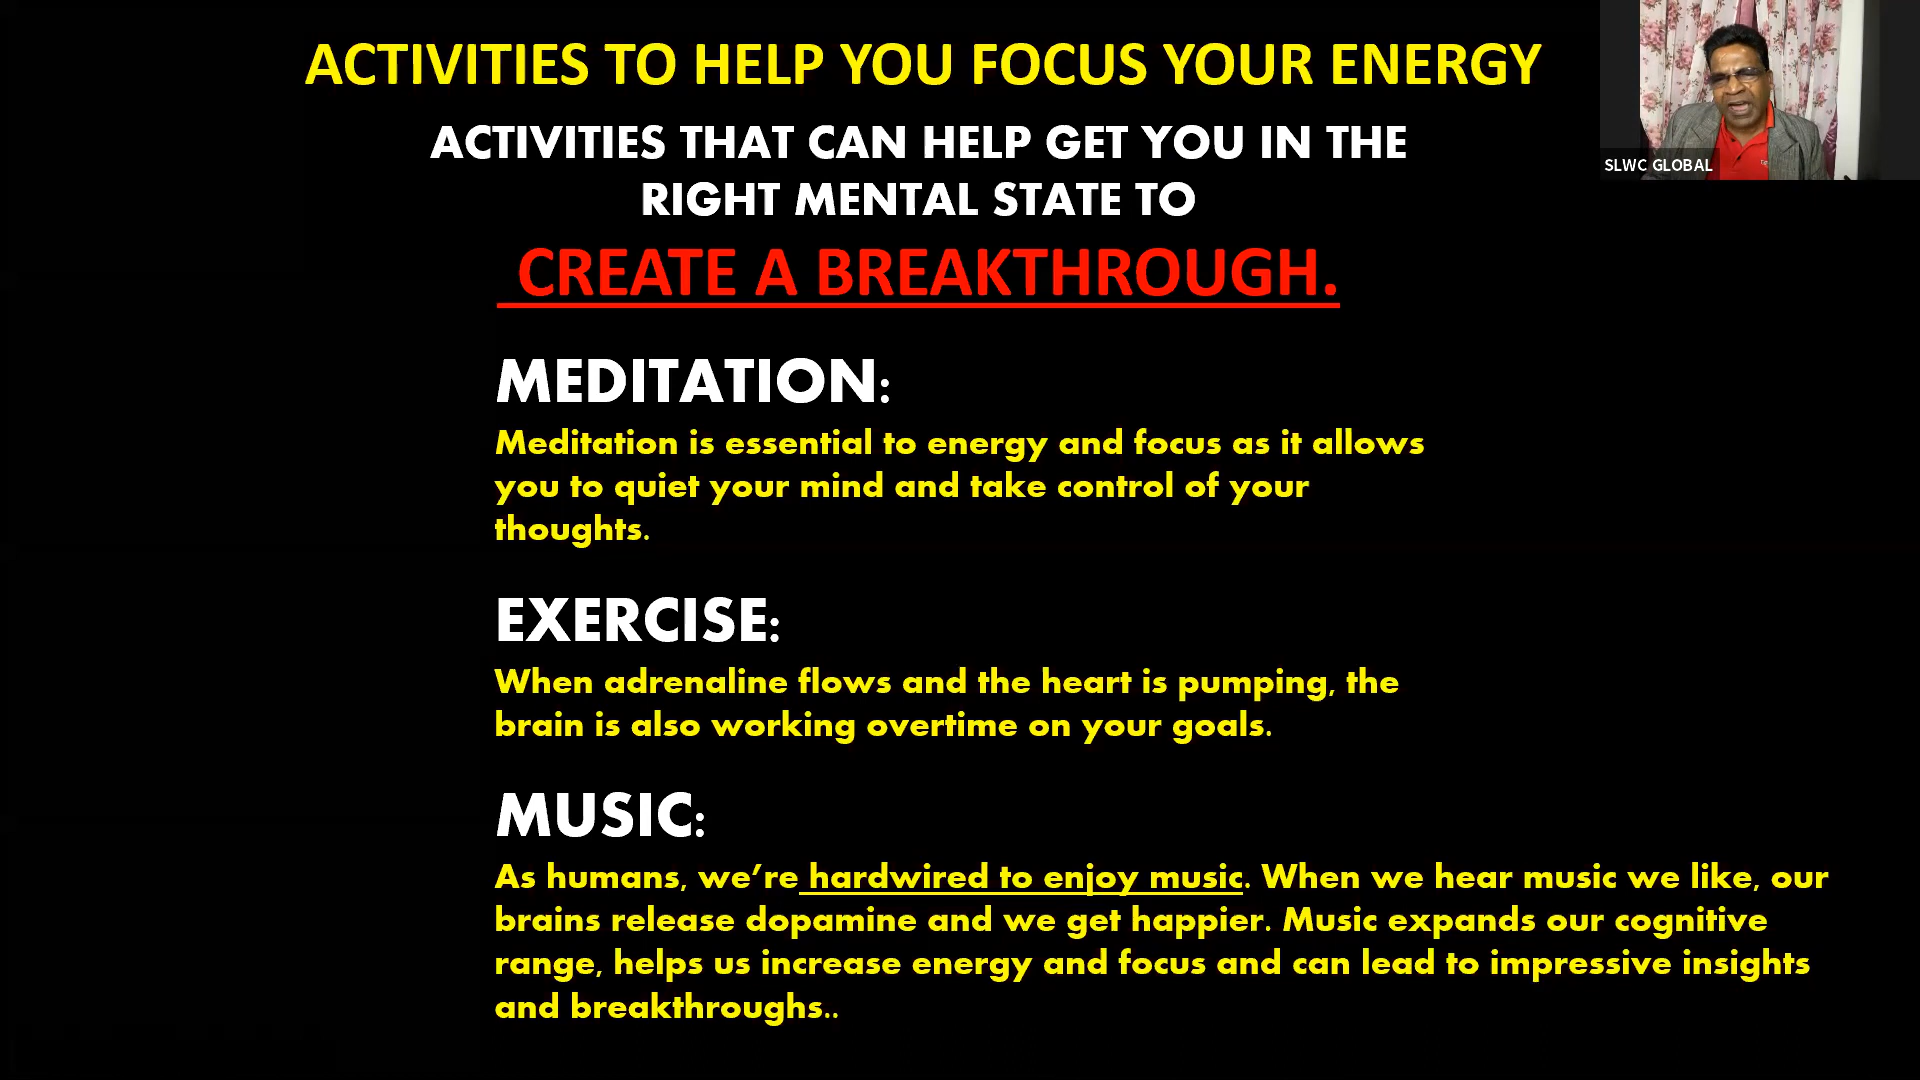 ACTIVITIES TO HELP YOU FOCUS YOUR ENERGY
ACTIVITIES THAT CAN HELP GET YOU IN THE
RIGHT MENTAL STATE TO
CREATE A BREAKTHROUGH.
SLWC GLOBAL
MEDITATION:
Meditation is essential to energy and focus as it allows
you to quiet your mind and take control of your
thoughts.
EXERCISE:
When adrenaline flows and the heart is pumping, the
brain is also working overtime on your goals.
MUSIC:
As humans, we’re hardwired to enjoy music. When we hear music we like, our
brains release dopamine and we get happier. Music expands our cognitive
range, helps us increase energy and focus and can lead to impressive insights
and breakthroughs..